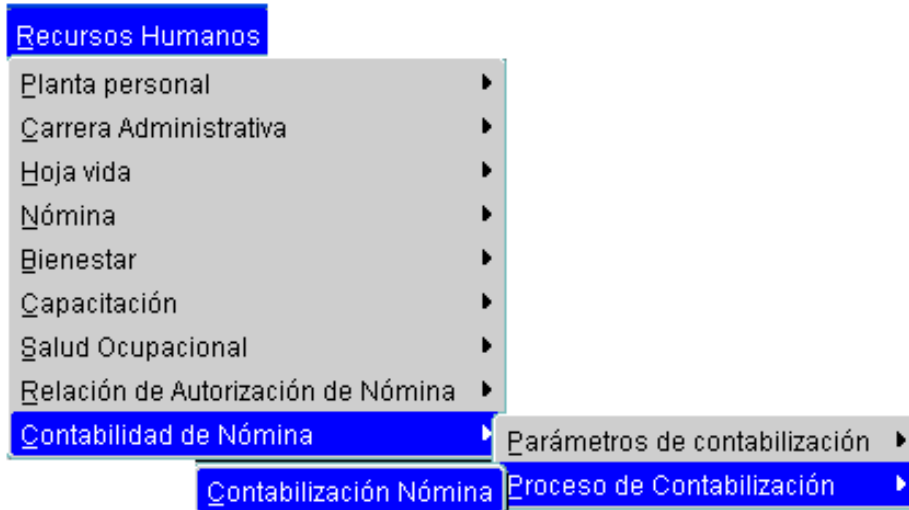 Recursos Humanos
Planta personal
Carrera Administrativa
Hoja vida
Nómina
Bienestar
Capacitación
Salud Ocupacional
Relación de Autorización de Nómina
Contabilidad de Nómina
Parámetros de contabilización
Contabilización Nómina
Proceso de Contabilización